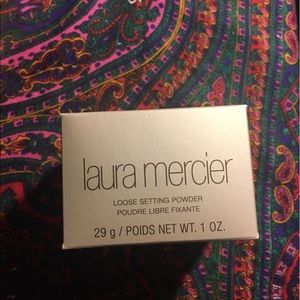 laura mercier
LOOSE SETTING POWDER
POUDRE LIBRE FIXANTE
29 g / POIDS NET WT. 1 OZ.